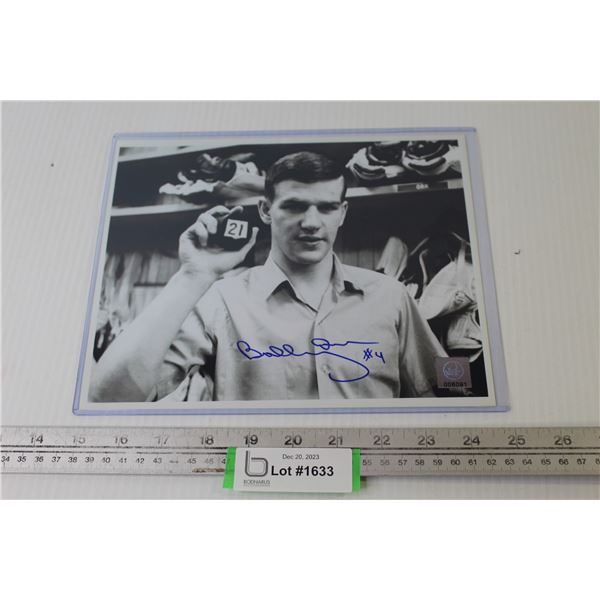 ORR
21
Bobby Orr #4
006081
14 15 16 17 18 19 20 21 22 23 24 25 26
34 35 36 37 38 39 40 41 42 43 44 45 46 55 56 57 58 59 60 61 62 63 64 65 66 67 68
Dec 20, 2023
b Lot #1633
BODNARUS